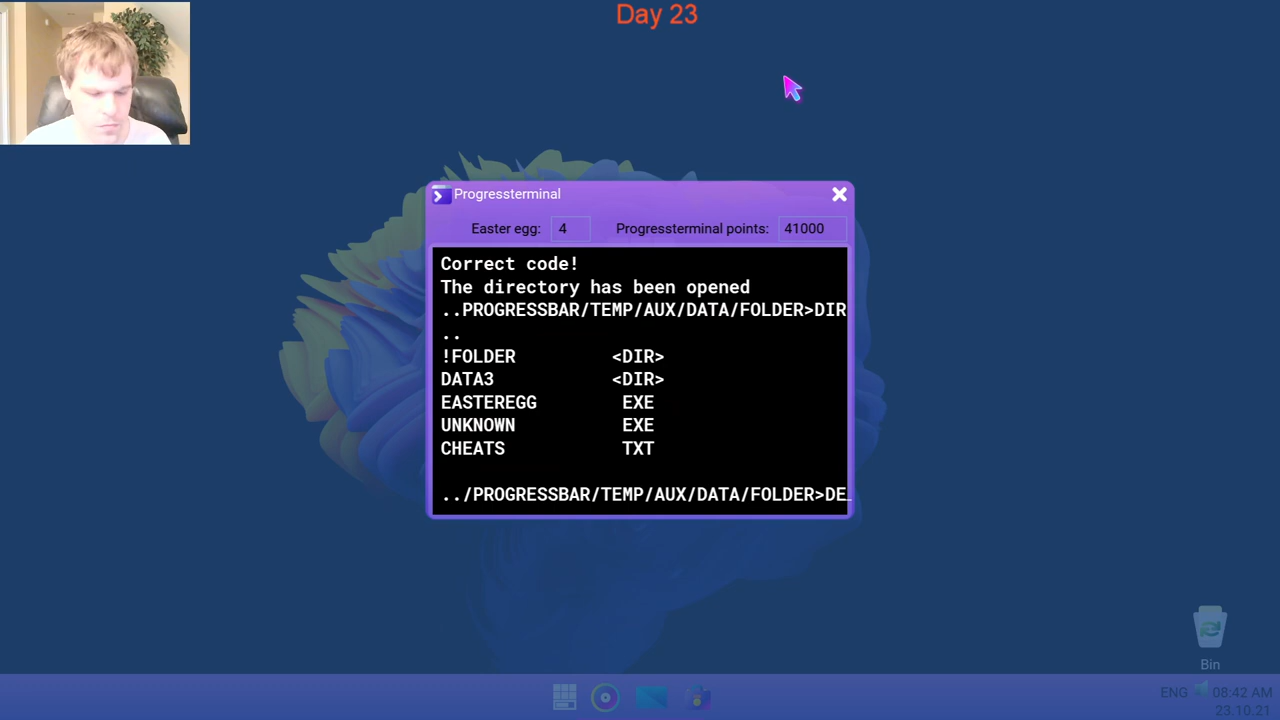 Day 23
Progressterminal
Easter egg: 4 Progressterminal points: 41000
Correct code!
The directory has been opened
..PROGRESSBAR/TEMP/AUX/DATA/FOLDER>DIR
..
!FOLDER <DIR>
DATA3 <DIR>
EASTEREGG EXE
UNKNOWN EXE
CHEATS TXT
../PROGRESSBAR/TEMP/AUX/DATA/FOLDER>DE_
Bin
ENG 08:42 AM
23.10.21